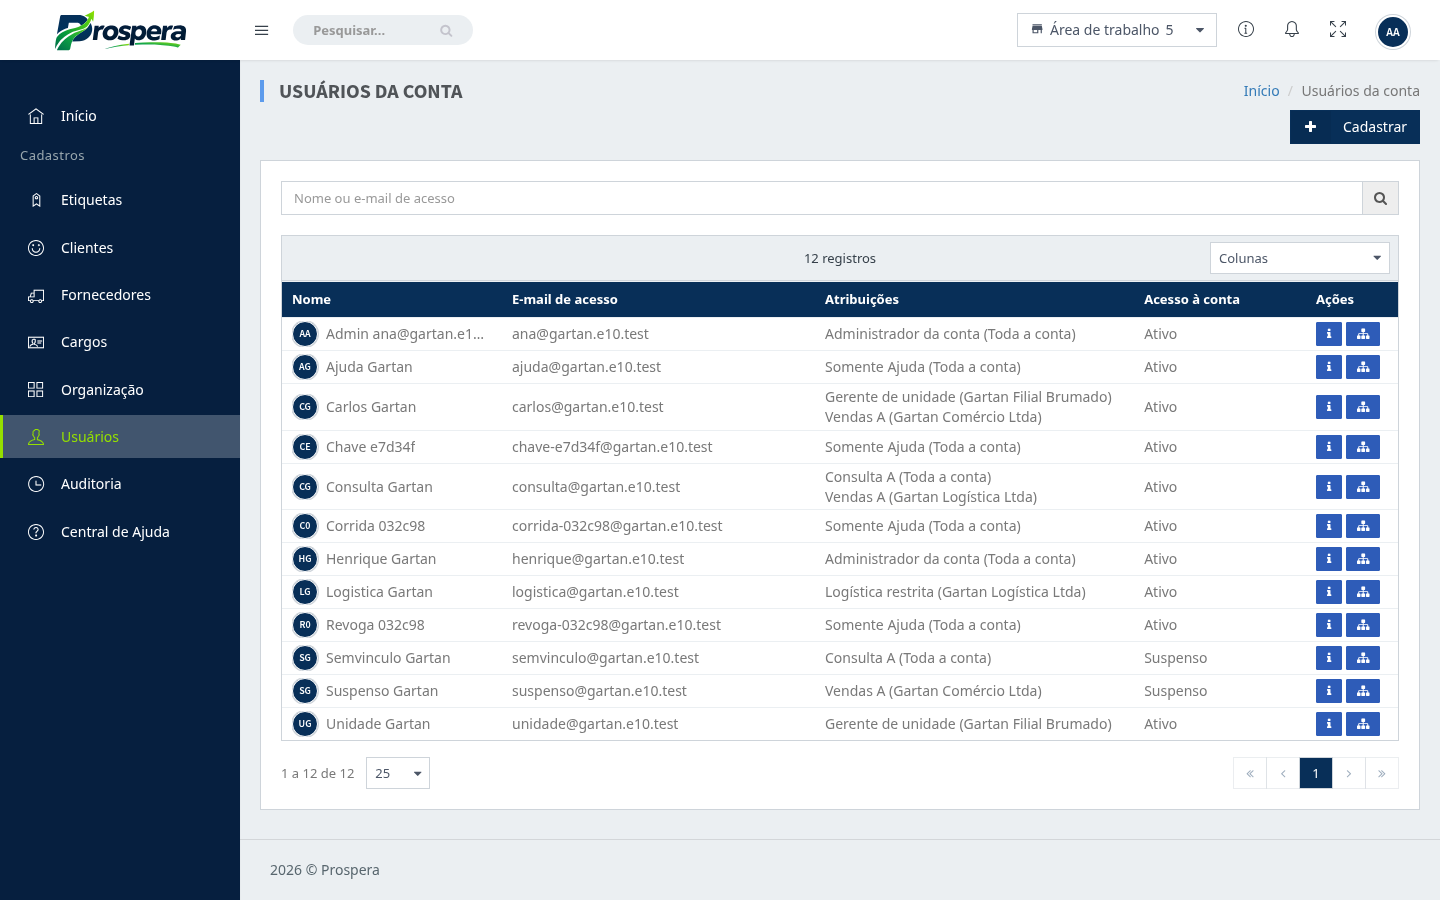 Prospera
Pesquisar...
Área de trabalho 5
AA
Início
Cadastros
Etiquetas
Clientes
Fornecedores
Cargos
Organização
Usuários
Auditoria
Central de Ajuda
USUÁRIOS DA CONTA
Início / Usuários da conta
Cadastrar
Nome ou e-mail de acesso
12 registros
Colunas
Nome E-mail de acesso Atribuições Acesso à conta Ações
AA Admin ana@gartan.e1... ana@gartan.e10.test Administrador da conta (Toda a conta) Ativo
AG Ajuda Gartan ajuda@gartan.e10.test Somente Ajuda (Toda a conta) Ativo
CG Carlos Gartan carlos@gartan.e10.test Gerente de unidade (Gartan Filial Brumado) Ativo
Vendas A (Gartan Comércio Ltda)
CE Chave e7d34f chave-e7d34f@gartan.e10.test Somente Ajuda (Toda a conta) Ativo
CG Consulta Gartan consulta@gartan.e10.test Consulta A (Toda a conta) Ativo
Vendas A (Gartan Logística Ltda)
C0 Corrida 032c98 corrida-032c98@gartan.e10.test Somente Ajuda (Toda a conta) Ativo
HG Henrique Gartan henrique@gartan.e10.test Administrador da conta (Toda a conta) Ativo
LG Logistica Gartan logistica@gartan.e10.test Logística restrita (Gartan Logística Ltda) Ativo
R0 Revoga 032c98 revoga-032c98@gartan.e10.test Somente Ajuda (Toda a conta) Ativo
SG Semvinculo Gartan semvinculo@gartan.e10.test Consulta A (Toda a conta) Suspenso
SG Suspenso Gartan suspenso@gartan.e10.test Vendas A (Gartan Comércio Ltda) Suspenso
UG Unidade Gartan unidade@gartan.e10.test Gerente de unidade (Gartan Filial Brumado) Ativo
1 a 12 de 12 25 « ‹ 1 › »
2026 © Prospera